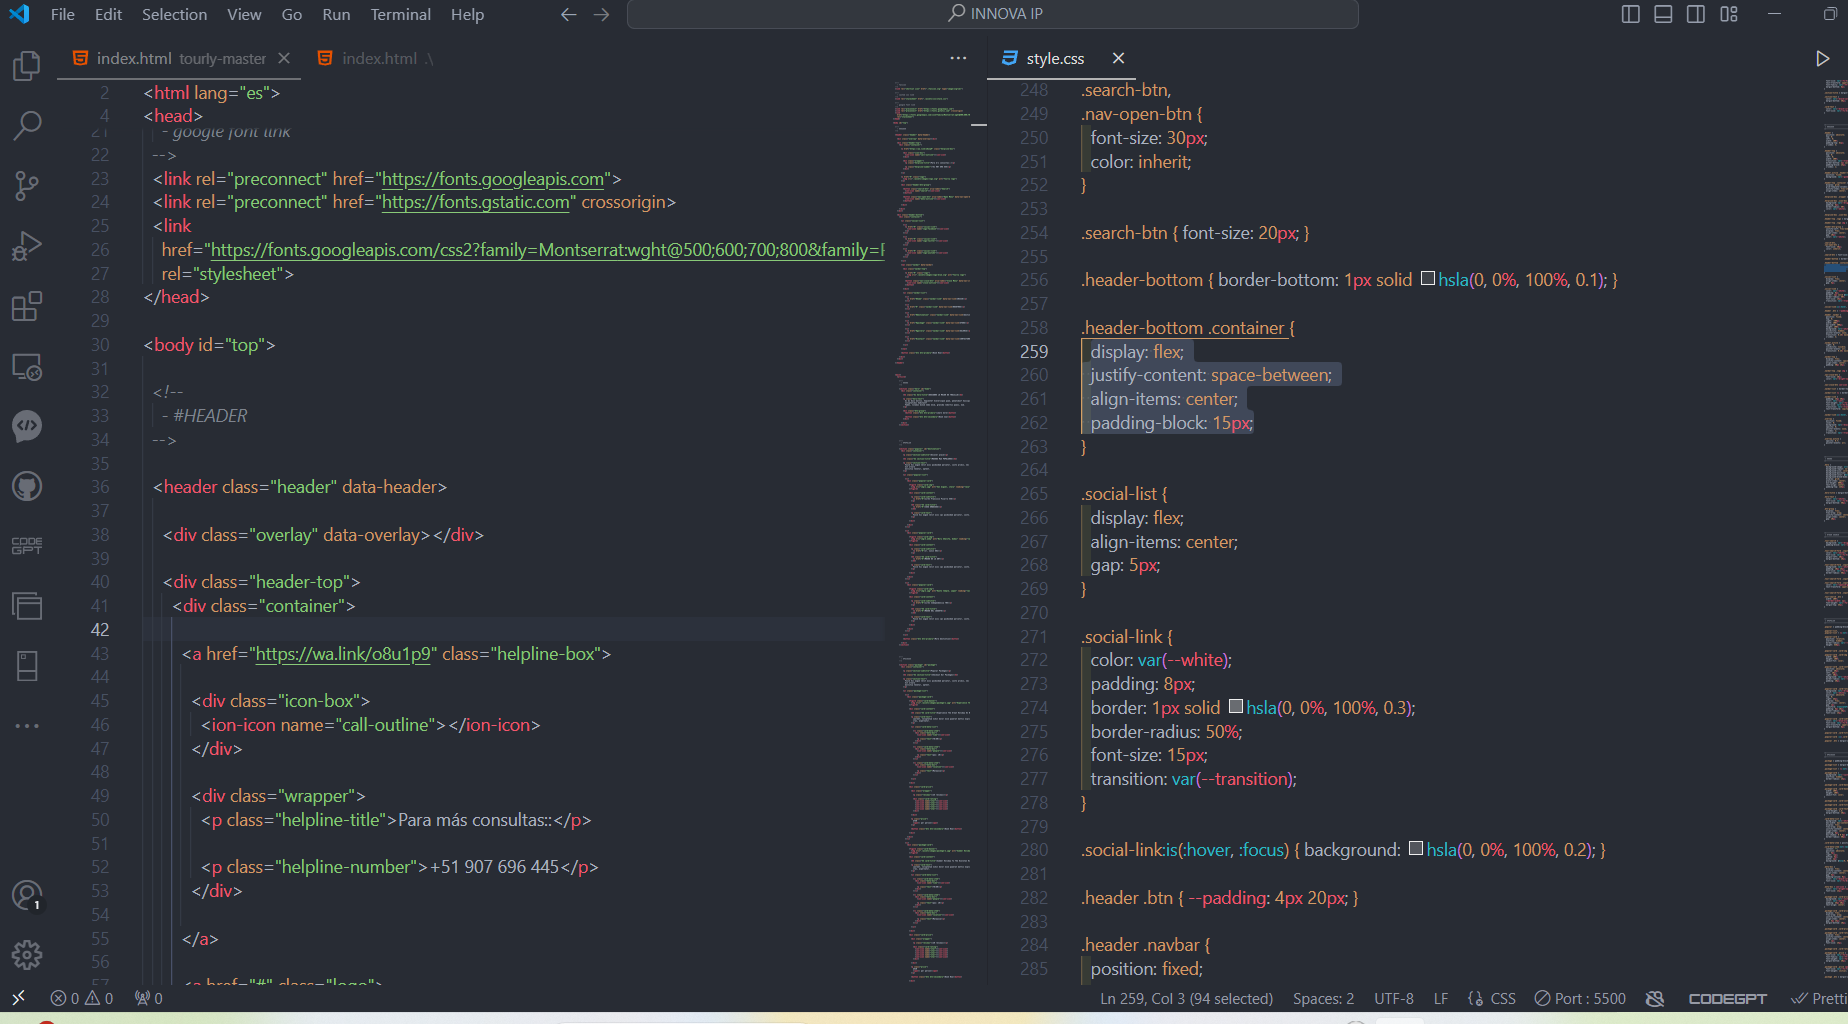 File Edit Selection View Go Run Terminal Help
INNOVA IP
index.html tourly-master
index.html .\
2 <html lang="es">
4 <head>
21 - google font link
22 -->
23 <link rel="preconnect" href="https://fonts.googleapis.com">
24 <link rel="preconnect" href="https://fonts.gstatic.com" crossorigin>
25 <link
26 href="https://fonts.googleapis.com/css2?family=Montserrat:wght@500;600;700;800&family=
27 rel="stylesheet">
28 </head>
29
30 <body id="top">
31
32 <!--
33 - #HEADER
34 -->
35
36 <header class="header" data-header>
37
38 <div class="overlay" data-overlay></div>
39
40 <div class="header-top">
41 <div class="container">
42
43 <a href="https://wa.link/o8u1p9" class="helpline-box">
44
45 <div class="icon-box">
46 <ion-icon name="call-outline"></ion-icon>
47 </div>
48
49 <div class="wrapper">
50 <p class="helpline-title">Para más consultas::</p>
51
52 <p class="helpline-number">+51 907 696 445</p>
53 </div>
54
55 </a>
56
57 <a href="#" class="logo">
style.css
248 .search-btn,
249 .nav-open-btn {
250 font-size: 30px;
251 color: inherit;
252 }
253
254 .search-btn { font-size: 20px; }
255
256 .header-bottom { border-bottom: 1px solid hsla(0, 0%, 100%, 0.1); }
257
258 .header-bottom .container {
259 display: flex;
260 justify-content: space-between;
261 align-items: center;
262 padding-block: 15px;
263 }
264
265 .social-list {
266 display: flex;
267 align-items: center;
268 gap: 5px;
269 }
270
271 .social-link {
272 color: var(--white);
273 padding: 8px;
274 border: 1px solid hsla(0, 0%, 100%, 0.3);
275 border-radius: 50%;
276 font-size: 15px;
277 transition: var(--transition);
278 }
279
280 .social-link:is(:hover, :focus) { background: hsla(0, 0%, 100%, 0.2); }
281
282 .header .btn { --padding: 4px 20px; }
283
284 .header .navbar {
285 position: fixed;
CODE
GPT
1
0 0 0
Ln 259, Col 3 (94 selected) Spaces: 2 UTF-8 LF CSS Port : 5500 CODEGPT Pretti